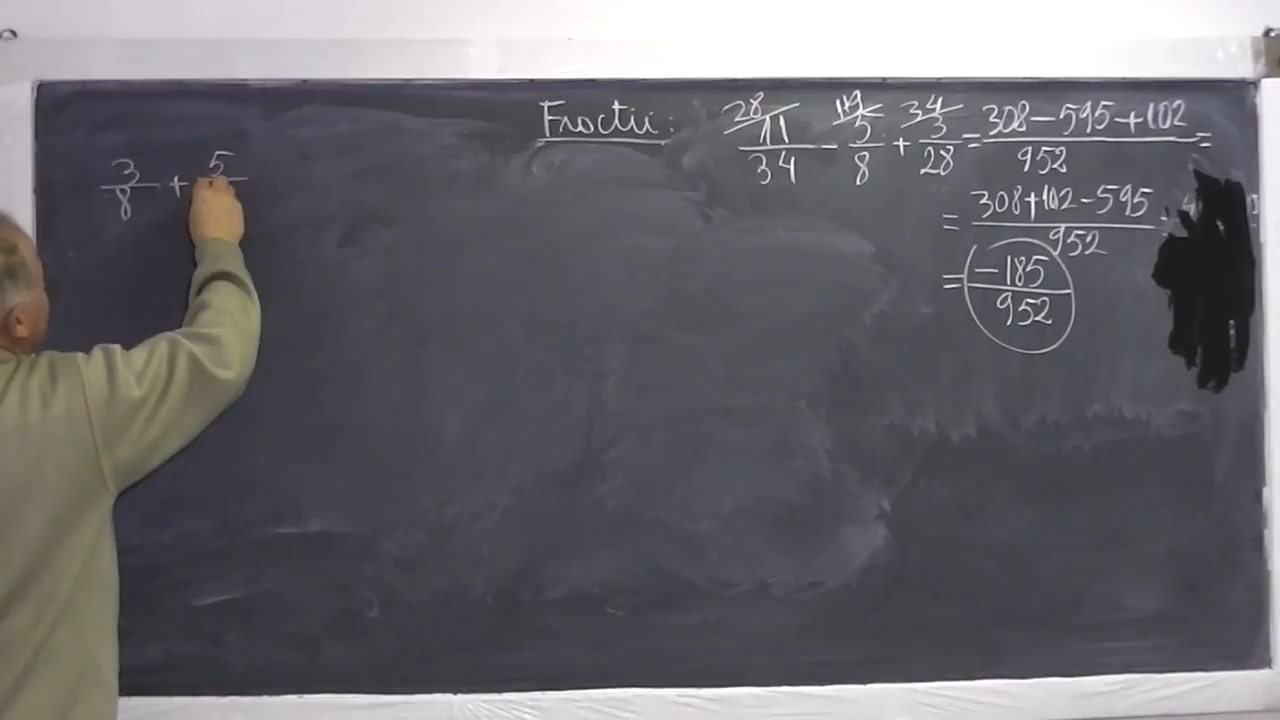 Fractii: 28/ 11/34 - 119/ 5/8 + 34/ 3/28 = (308-595+102)/952 =
= (308+102-595)/952 =
= -185/952
3/8 + 5/